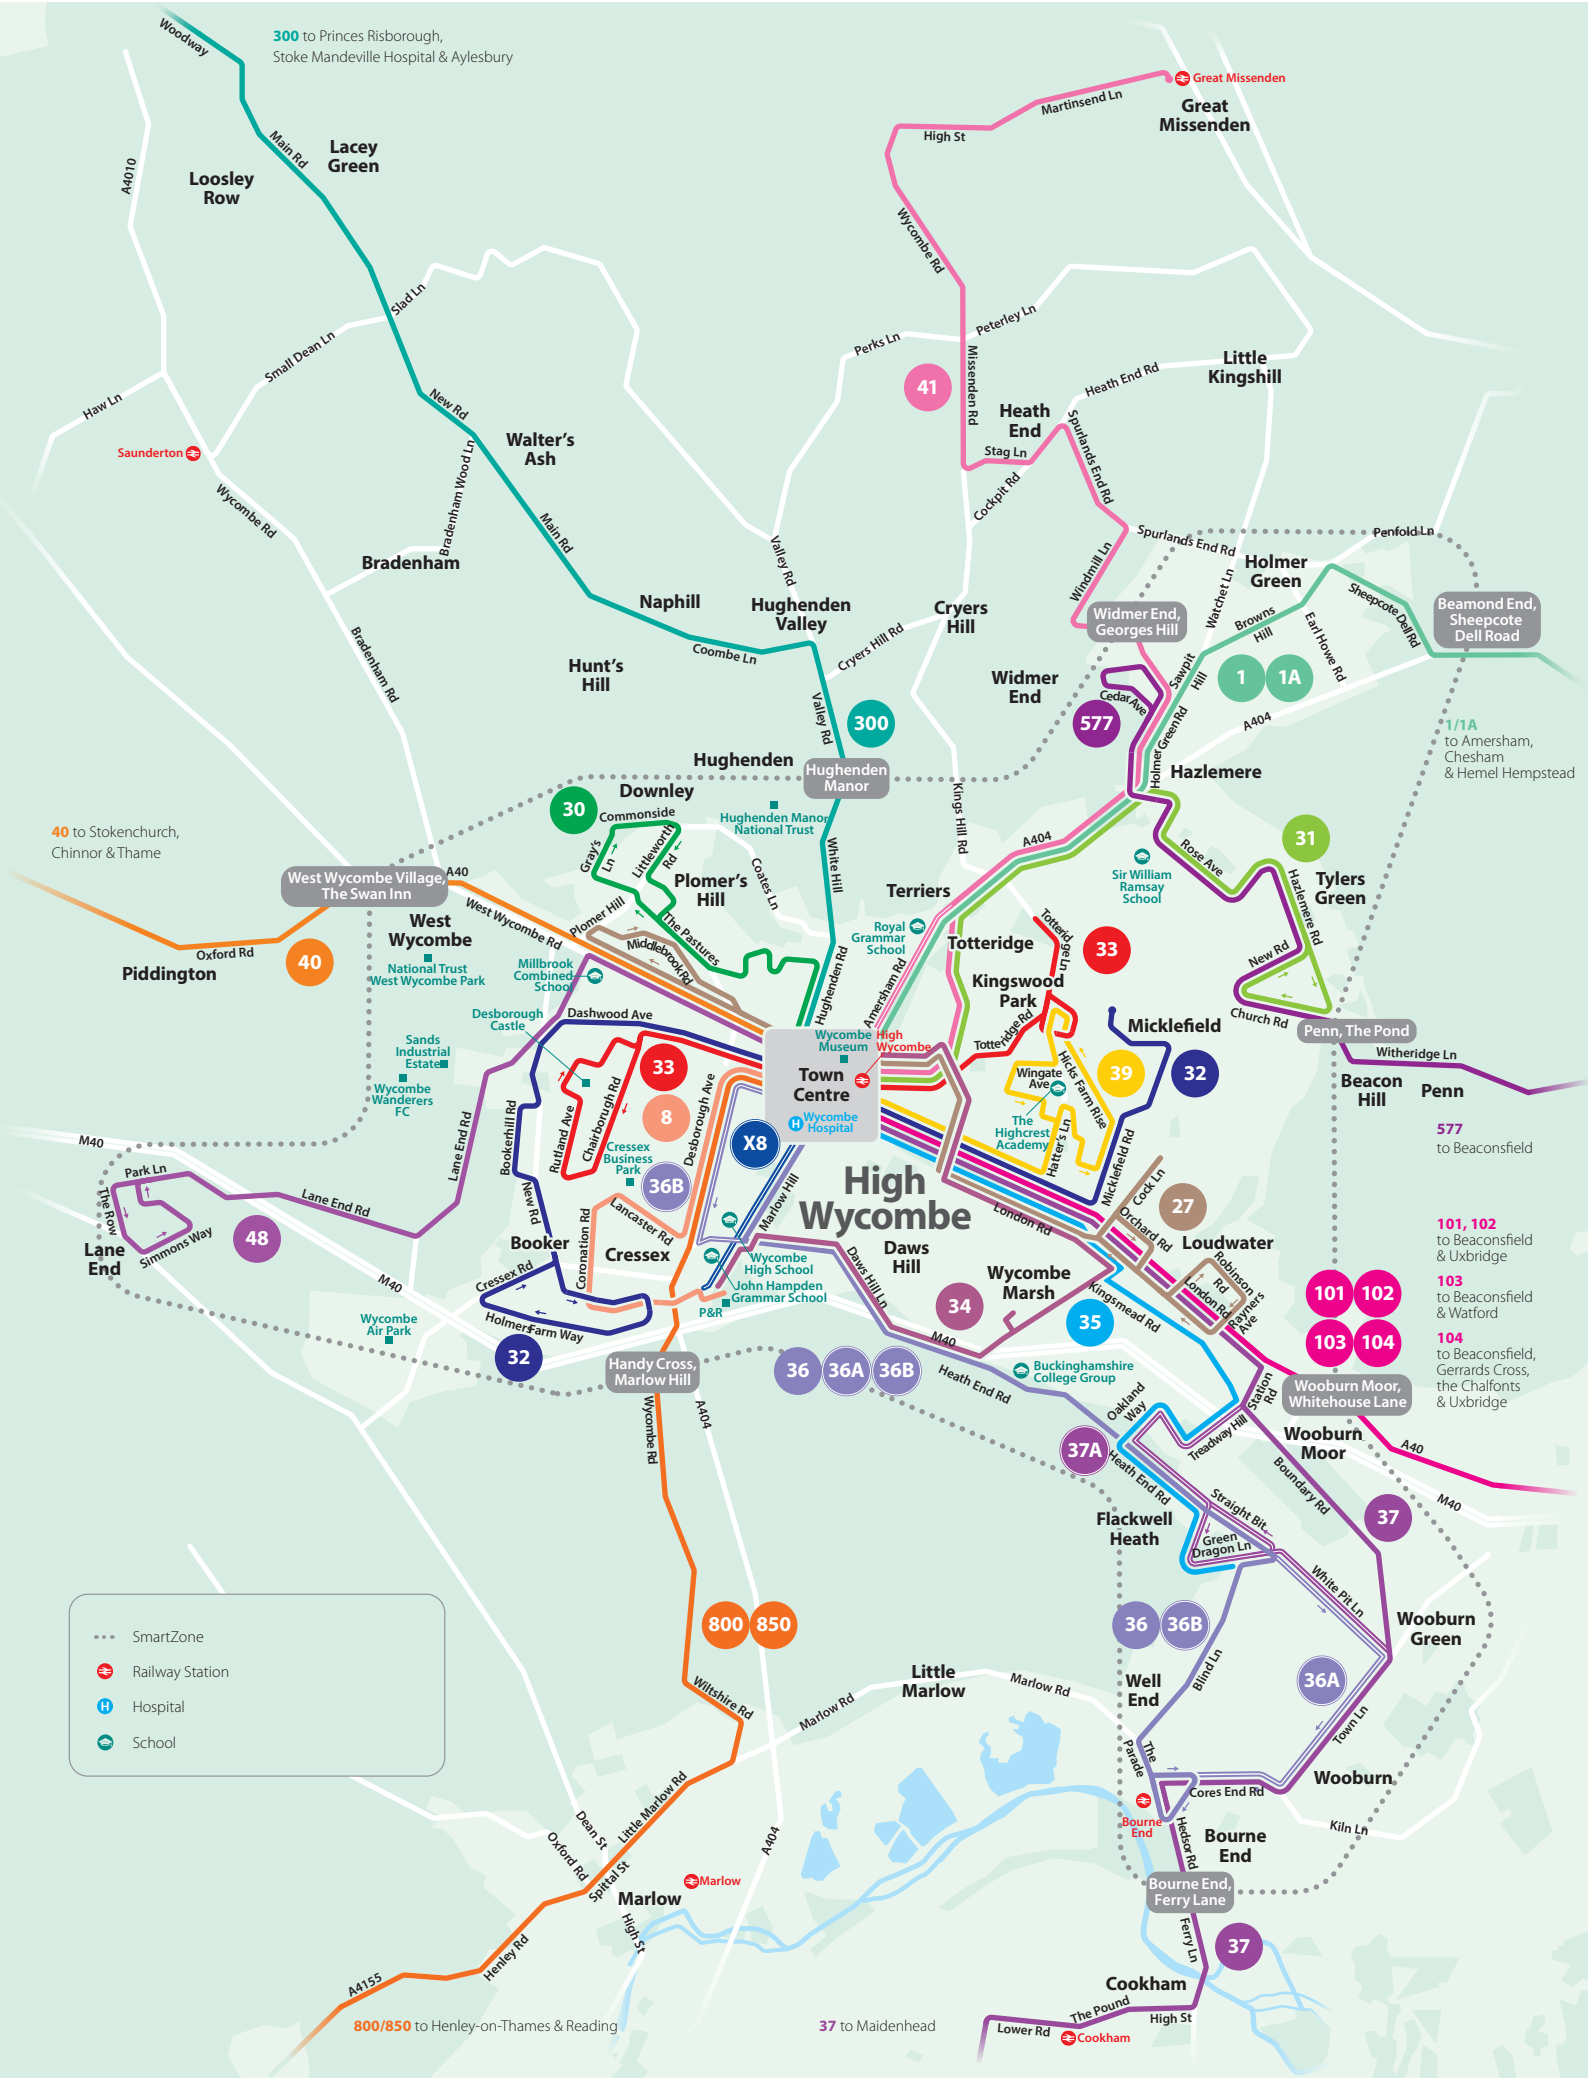 Woodway
300 to Princes Risborough,
Stoke Mandeville Hospital & Aylesbury
Great Missenden
Great
Missenden
Martinsend Ln
High St
Main Rd
Lacey
Green
Loosley
Row
A4010
Wycombe Rd
Slad Ln
Small Dean Ln
Peterley Ln
Perks Ln
Missenden Rd
Little
Kingshill
Heath End Rd
41
Haw Ln
New Rd
Heath
End
Spurlands End Rd
Saunderton
Walter's
Ash
Stag Ln
Cockpit Rd
Wycombe Rd
Bradenham Wood Ln
Main Rd
Bradenham
Valley Rd
Windmill Ln
Spurlands End Rd
Penfold Ln
Holmer
Green
Watchet Ln
Naphill
Hughenden
Valley
Cryers
Hill
Widmer End,
Georges Hill
Browns
Hill
Earl Howe Rd
Sheepcote Dell Rd
Beamond End,
Sheepcote
Dell Road
Bradenham Rd
Coombe Ln
Cryers Hill Rd
Hunt's
Hill
Widmer
End
Cedar Ave
Sawpit
Hill
1
1A
577
Valley Rd
300
Holmer Green Rd
A404
1/1A
to Amersham,
Chesham
& Hemel Hempstead
Hughenden
Hughenden
Manor
Hazlemere
Downley
30
Commonside
Hughenden Manor
National Trust
Kings Hill Rd
A404
40 to Stokenchurch,
Chinnor & Thame
Gray's
Ln
Littleworth
Rd
31
Rose Ave
Sir William
Ramsay
School
Hazlemere Rd
Tylers
Green
West Wycombe Village,
The Swan Inn
A40
Plomer's
Hill
Coates Ln
White Hill
Terriers
West
Wycombe
West Wycombe Rd
Plomer Hill
The Pastures
Royal
Grammar
School
Totteridge
Totteridge Ln
33
New Rd
Oxford Rd
40
Piddington
National Trust
West Wycombe Park
Millbrook
Combined
School
Middlebrook Rd
Hughenden Rd
Amersham Rd
Kingswood
Park
Church Rd
Penn, The Pond
Desborough
Castle
Dashwood Ave
Totteridge Rd
Micklefield
Witheridge Ln
Sands
Industrial
Estate
Wycombe
Museum
High
Wycombe
Town
Centre
Wycombe
Hospital
33
8
Wingate
Ave
Hicks Farm Rise
39
32
Beacon
Hill
Penn
Wycombe
Wanderers
FC
Bookerhill Rd
Rutland Ave
Chairborough Rd
Desborough Ave
X8
The
Highcrest
Academy
Hatter's Ln
Micklefield Rd
577
to Beaconsfield
M40
Lane End Rd
Cressex
Business
Park
36B
High
Wycombe
Cock Ln
27
Park Ln
The Row
Lane End Rd
48
Simmons Way
Lane
End
New Rd
Lancaster Rd
Marlow Hill
London Rd
Orchard Rd
Loudwater
101, 102
to Beaconsfield
& Uxbridge
Booker
Coronation Rd
Cressex
Wycombe
High School
Daws Hill Ln
Daws
Hill
Wycombe
Marsh
Robinson
Rd
London Rd
Rayners
Ave
M40
Cressex Rd
John Hampden
Grammar School
P&R
34
Kingsmead Rd
35
101
102
103
104
103
to Beaconsfield
& Watford
104
to Beaconsfield,
Gerrards Cross,
the Chalfonts
& Uxbridge
Wycombe
Air Park
Holmers Farm Way
32
M40
Handy Cross,
Marlow Hill
36
36A
36B
Heath End Rd
Buckinghamshire
College Group
Station
Rd
Wooburn Moor,
Whitehouse Lane
Wycombe Rd
A404
Oakland
Way
Treadway Hill
Wooburn
Moor
A40
37A
Heath End Rd
Boundary Rd
M40
Straight Bit
Flackwell
Heath
Green
Dragon Ln
37
White Pit Ln
SmartZone
Railway Station
Hospital
School
800
850
36
36B
Wooburn
Green
Well
End
Blind Ln
36A
Little
Marlow
Marlow Rd
Marlow Rd
Wiltshire Rd
Town Ln
The
Parade
Wooburn
Cores End Rd
Little Marlow Rd
Dean St
Oxford Rd
Spittal St
A404
Bourne
End
Hedsor Rd
Bourne
End
Kiln Ln
Marlow
Marlow
High St
Bourne End,
Ferry Lane
Ferry Ln
37
Henley Rd
A4155
Cookham
The Pound
High St
Lower Rd
Cookham
800/850 to Henley-on-Thames & Reading
37 to Maidenhead